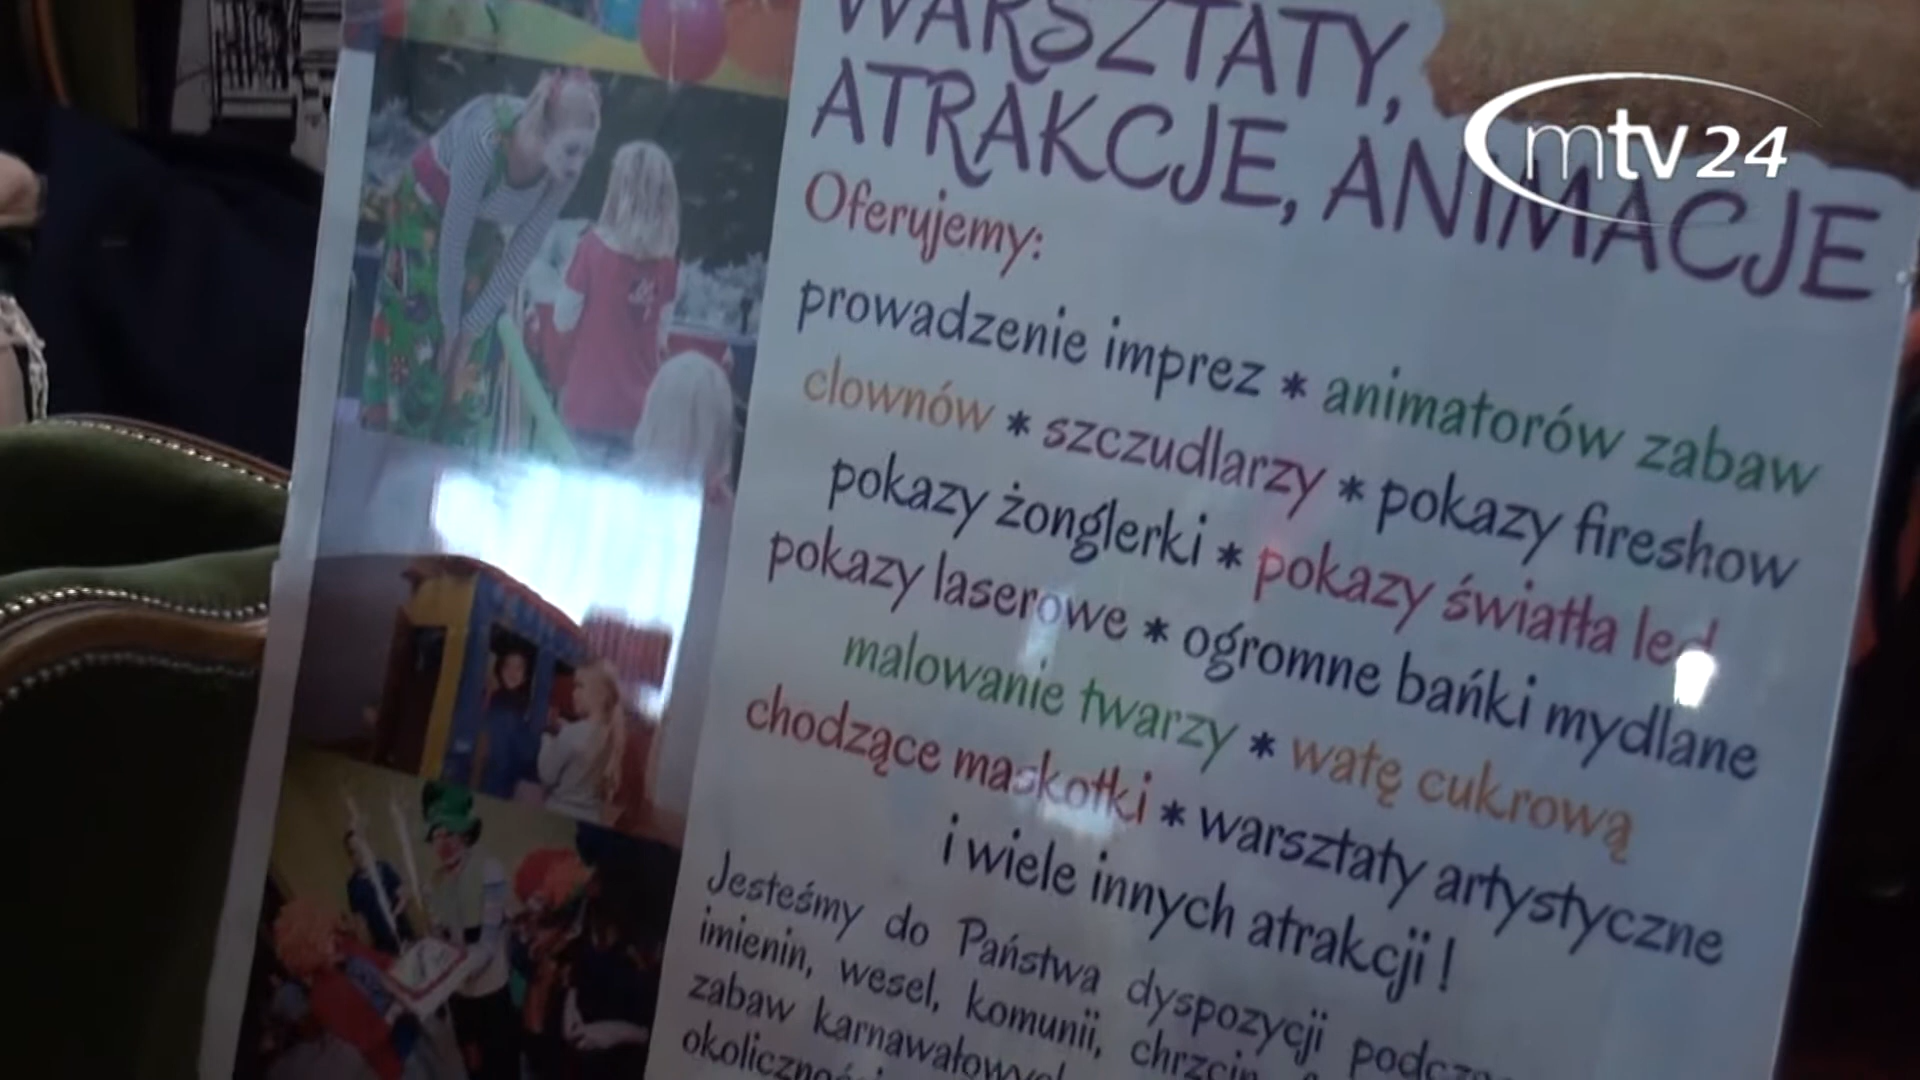 WARSZTATY,
ATRAKCJE, ANIMACJE
mtv 24
Oferujemy:
prowadzenie imprez * animatorów zabaw
clownów * szczudlarzy * pokazy fireshow
pokazy żonglerki * pokazy światła led
pokazy laserowe * ogromne bańki mydlane
malowanie twarzy * watę cukrową
chodzące maskotki * warsztaty artystyczne
i wiele innych atrakcji !
Jesteśmy do Państwa dyspozycji
imienin, wesel, komunii,
zabaw